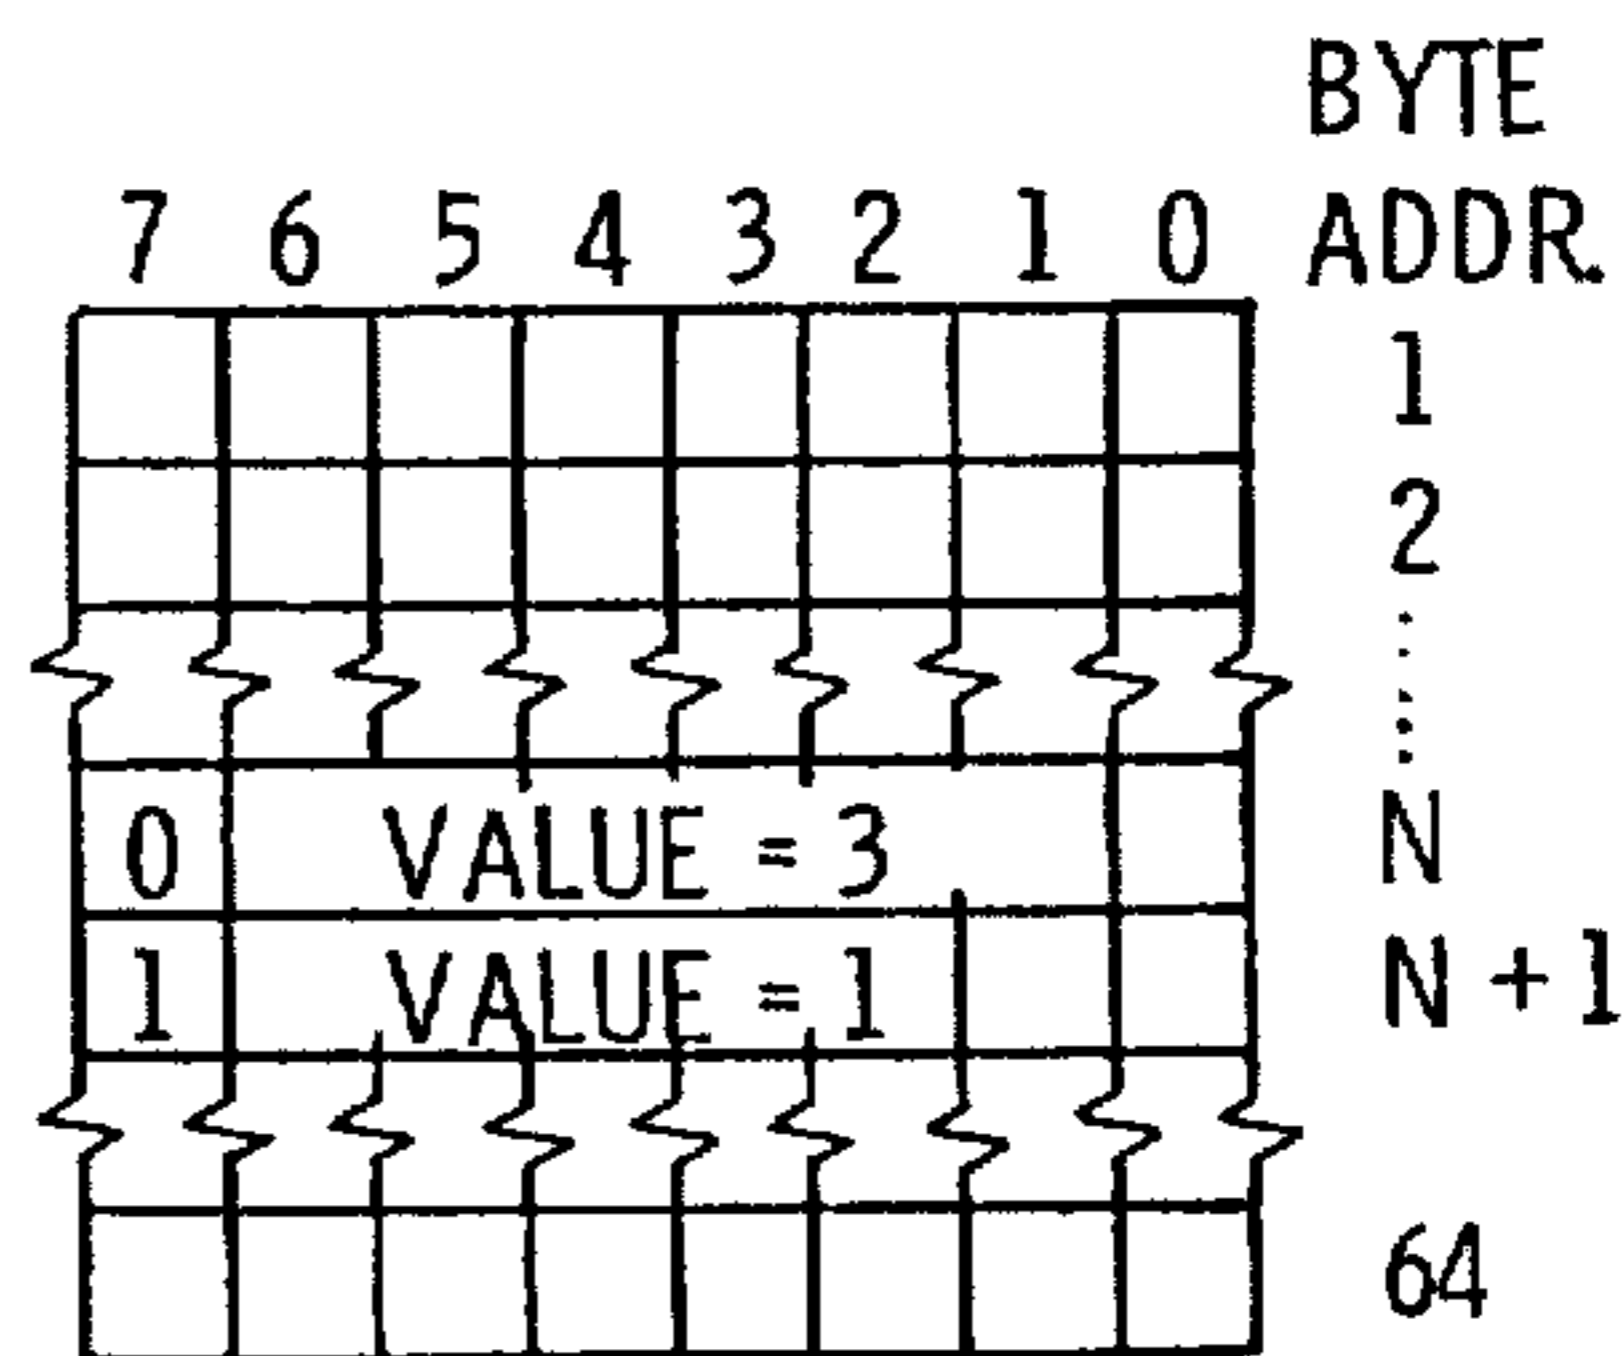 BYTE
7 6 5 4 3 2 1 0 ADDR.
1
2
0 VALUE = 3 N
1 VALUE = 1 N + 1
64